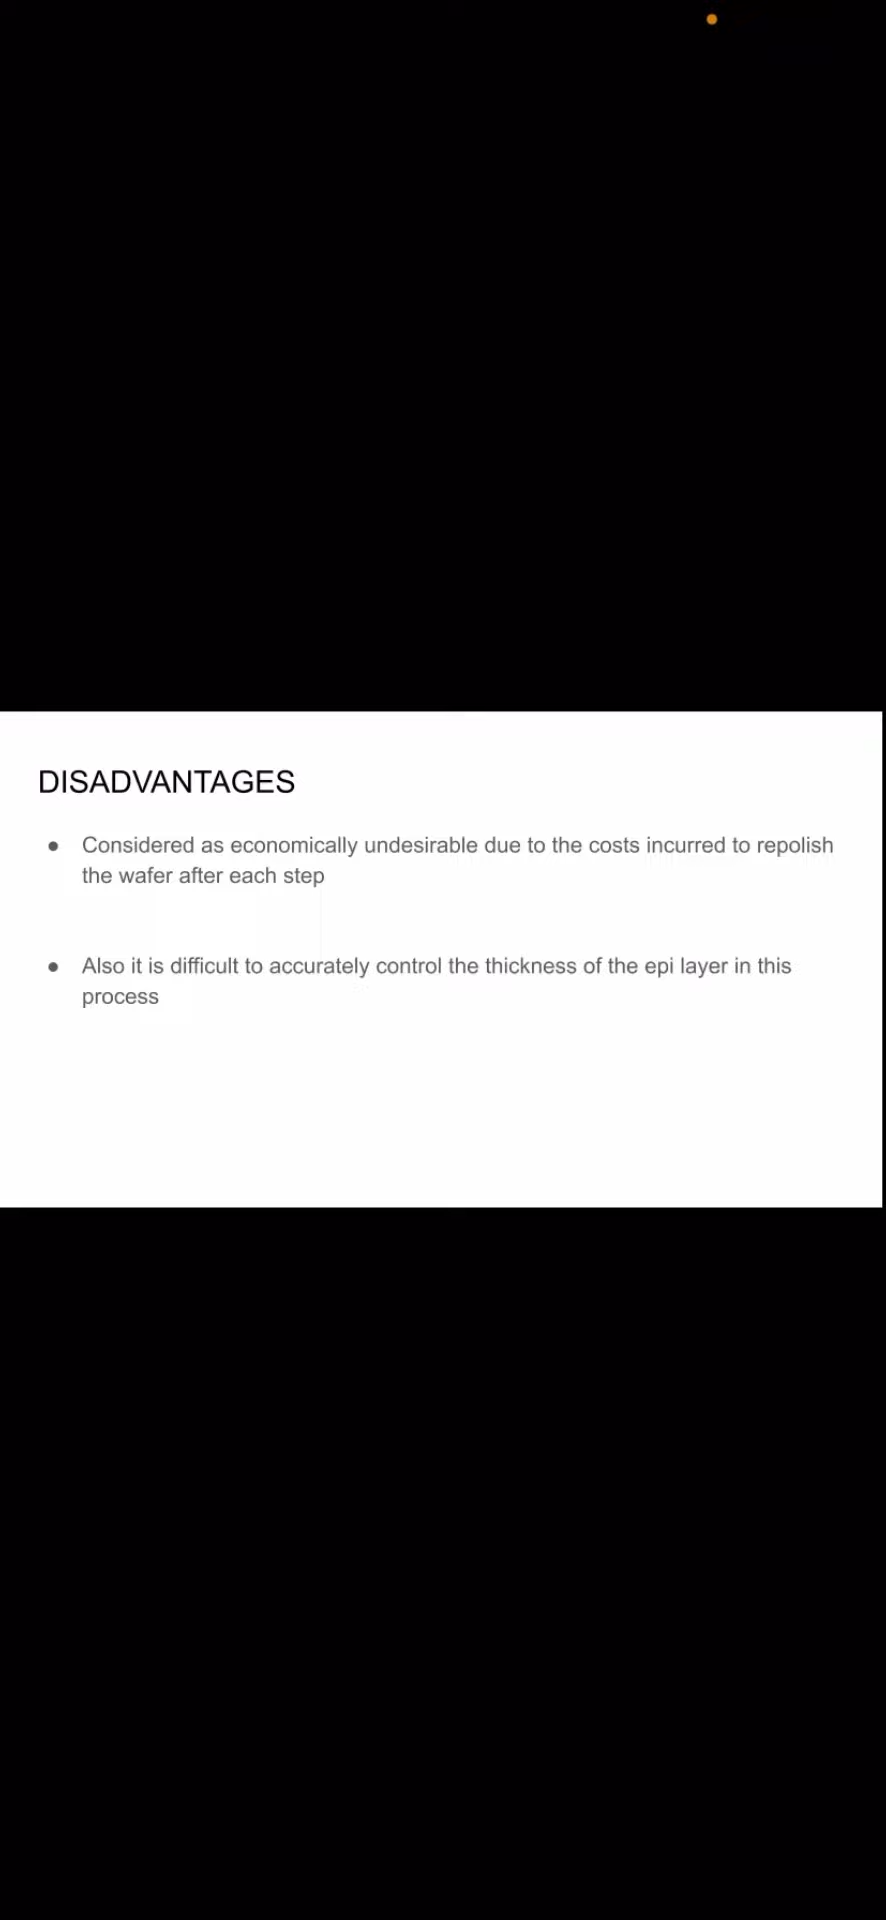 DISADVANTAGES
● Considered as economically undesirable due to the costs incurred to repolish
the wafer after each step
● Also it is difficult to accurately control the thickness of the epi layer in this
process